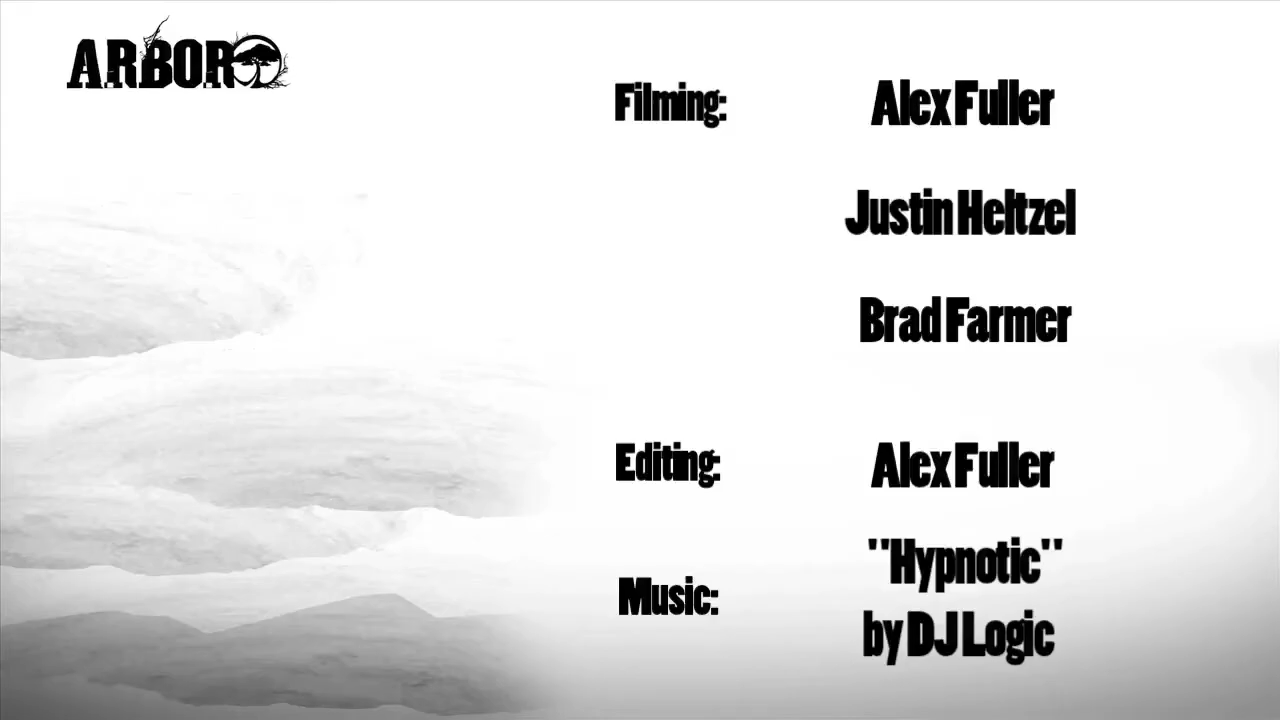 ARBOR
Filming: Alex Fuller
Justin Heltzel
Brad Farmer
Editing: Alex Fuller
Music: "Hypnotic"
by DJ Logic